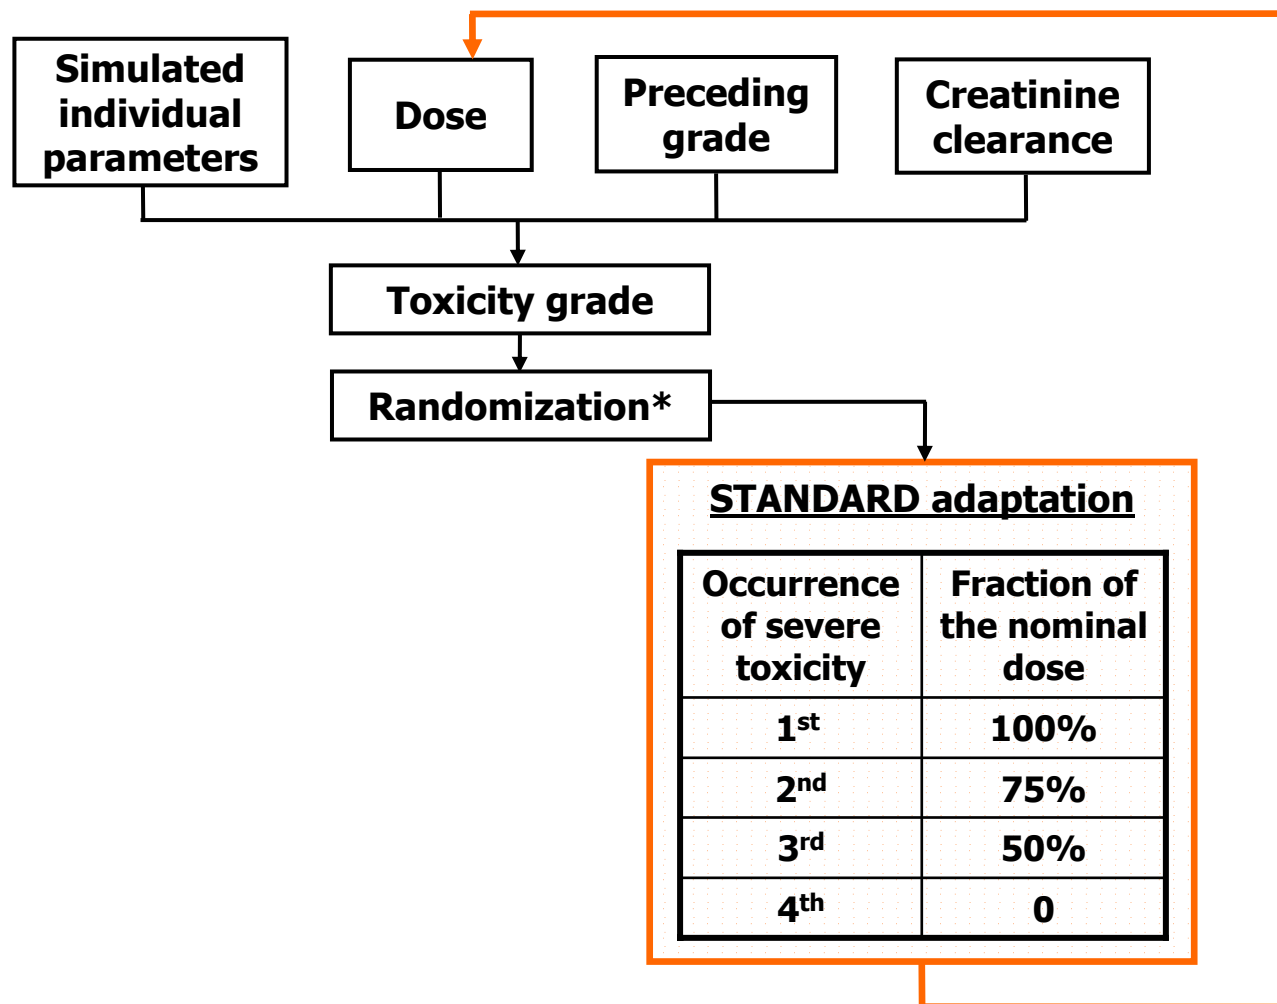 Simulated
individual
parameters
Dose
Preceding
grade
Creatinine
clearance
Toxicity grade
Randomization*
STANDARD adaptation
Occurrence
of severe
toxicity
Fraction of
the nominal
dose
1st
100%
2nd
75%
3rd
50%
4th
0